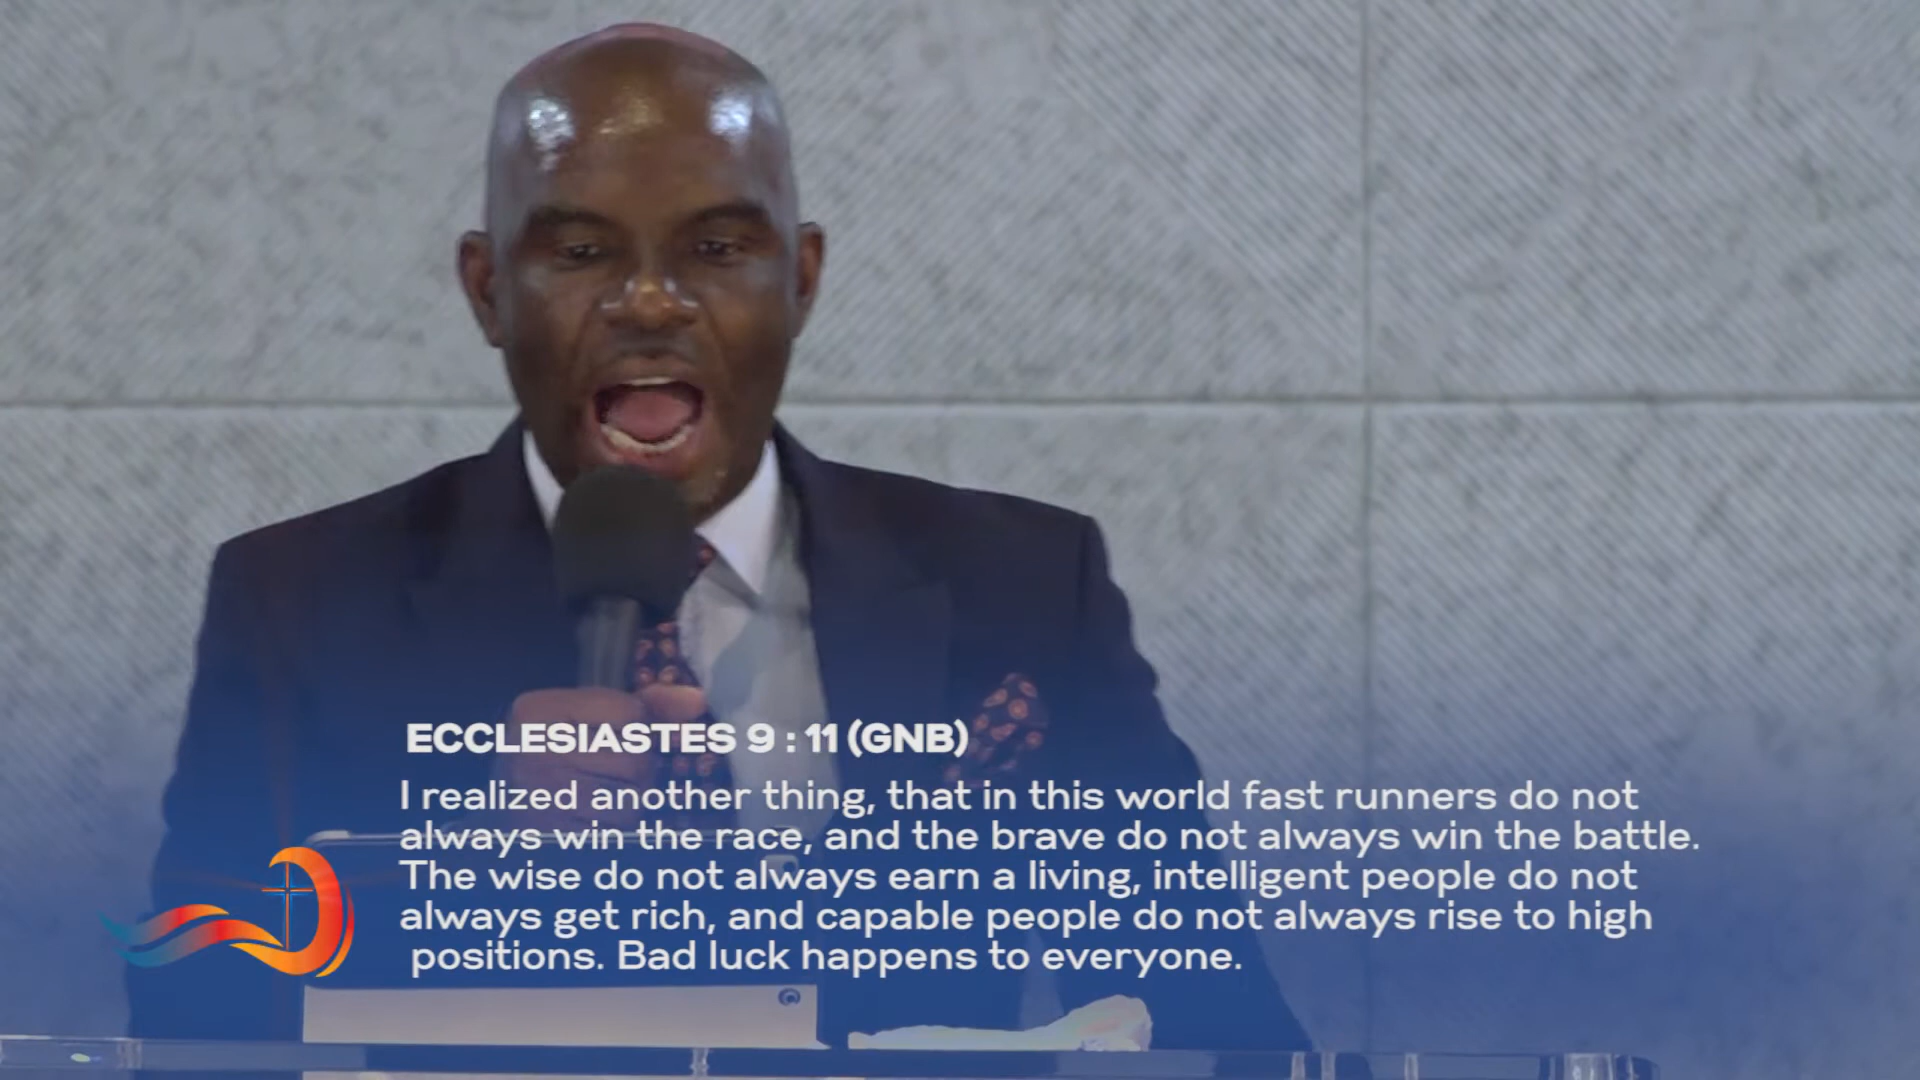 ECCLESIASTES 9 : 11 (GNB)
I realized another thing, that in this world fast runners do not
always win the race, and the brave do not always win the battle.
The wise do not always earn a living, intelligent people do not
always get rich, and capable people do not always rise to high
positions. Bad luck happens to everyone.